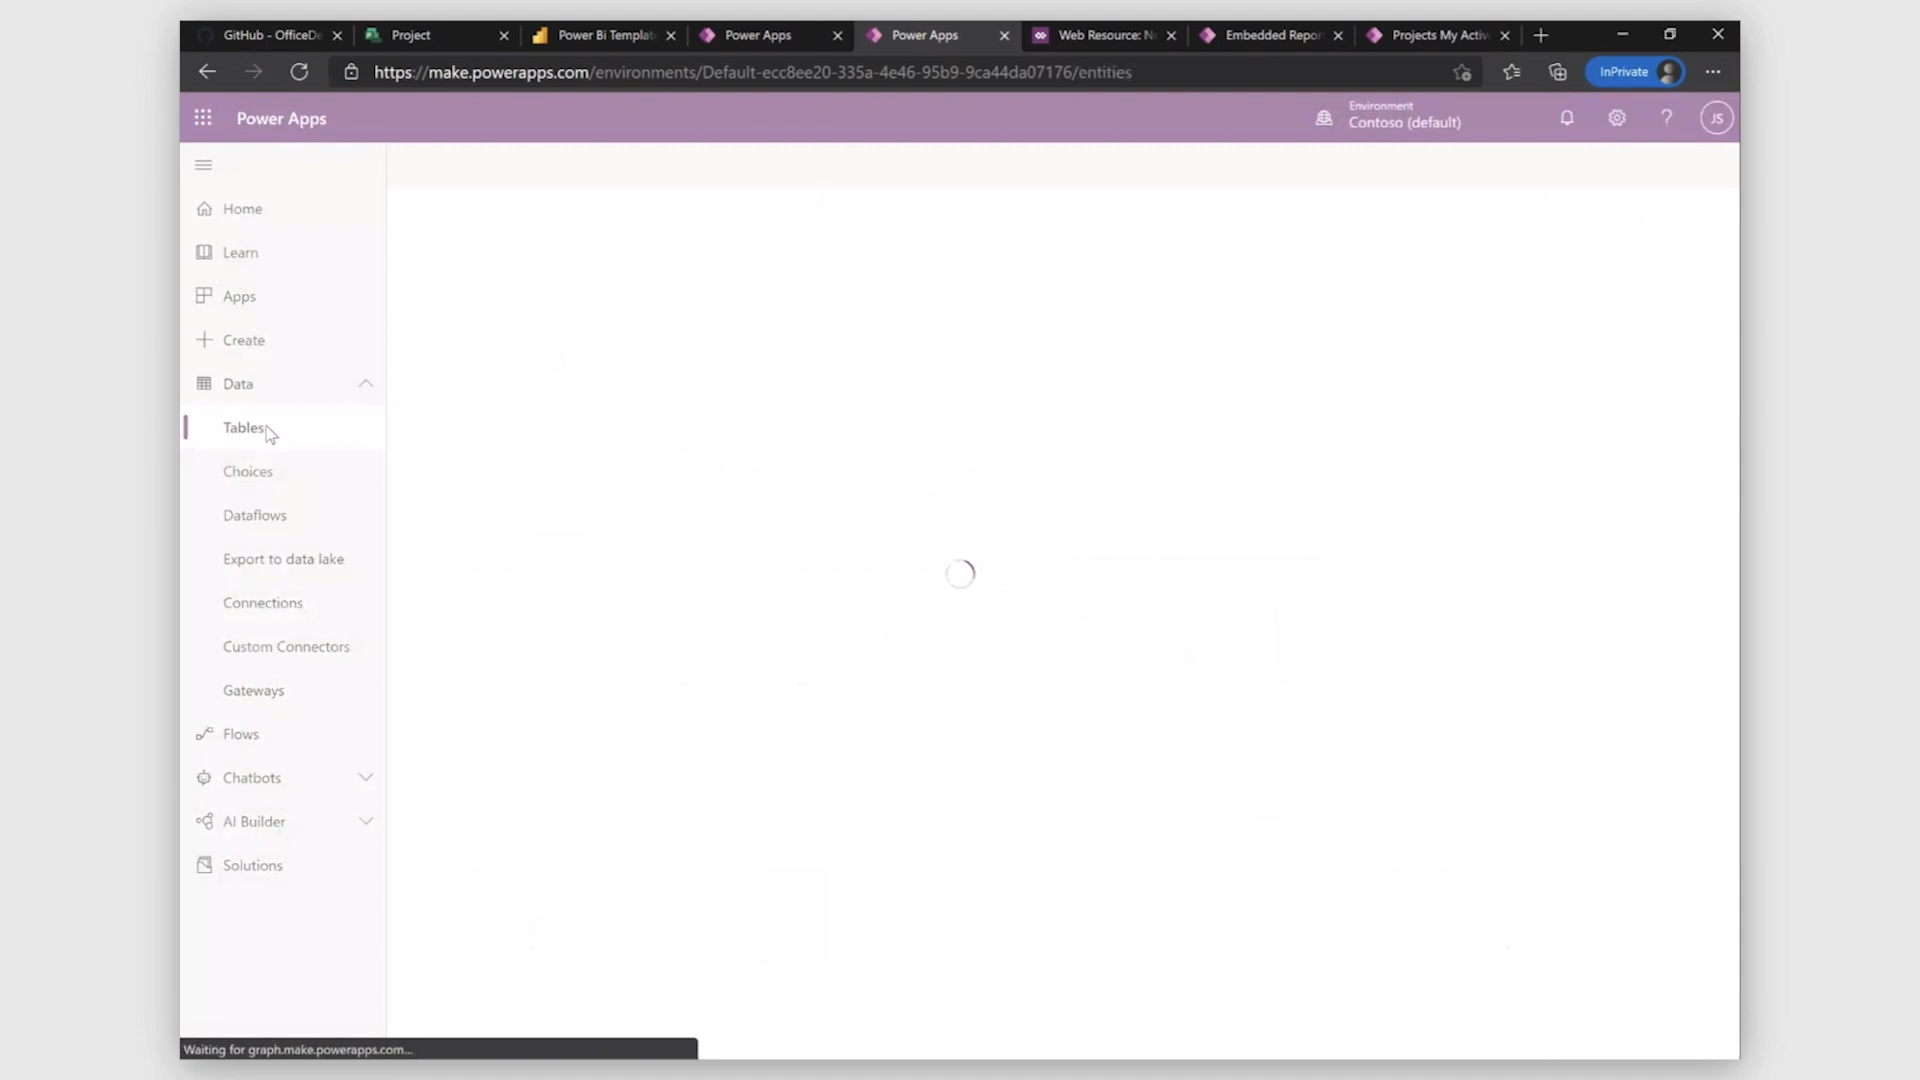 GitHub - OfficeDe
Project
Power Bi Templat
Power Apps
Power Apps
Web Resource: N
Embedded Repor
Projects My Activ
https://make.powerapps.com/environments/Default-ecc8ee20-335a-4e46-95b9-9ca44da07176/entities
InPrivate
Power Apps
Environment
Contoso (default)
JS
Home
Learn
Apps
Create
Data
Tables
Choices
Dataflows
Export to data lake
Connections
Custom Connectors
Gateways
Flows
Chatbots
AI Builder
Solutions
Waiting for graph.make.powerapps.com...